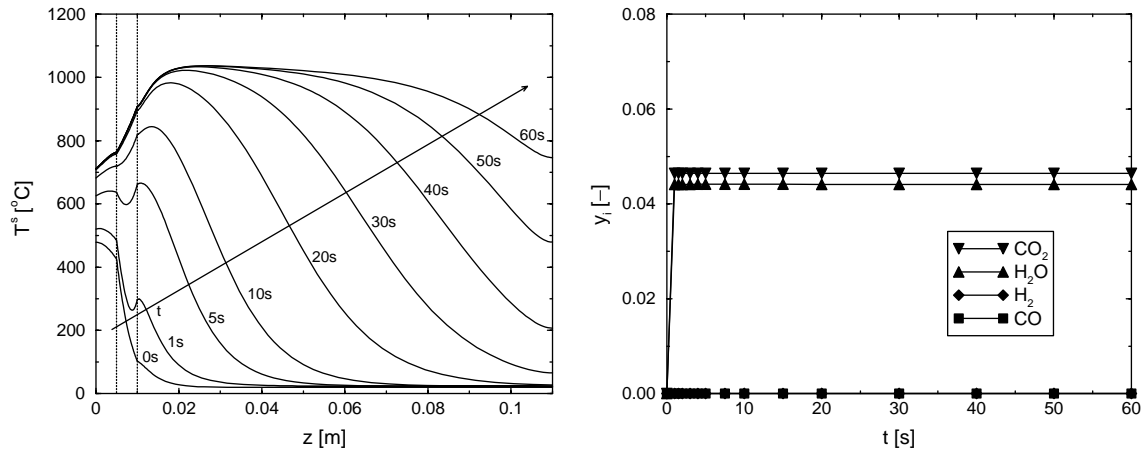 1200
1000
800
600
400
200
0
T^s [°C]
0
0.02
0.04
0.06
0.08
0.1
z [m]
0s
1s
t
5s
10s
20s
30s
40s
50s
60s
0.08
0.06
0.04
0.02
0.00
y_i [−]
0
10
20
30
40
50
60
t [s]
CO₂
H₂O
H₂
CO